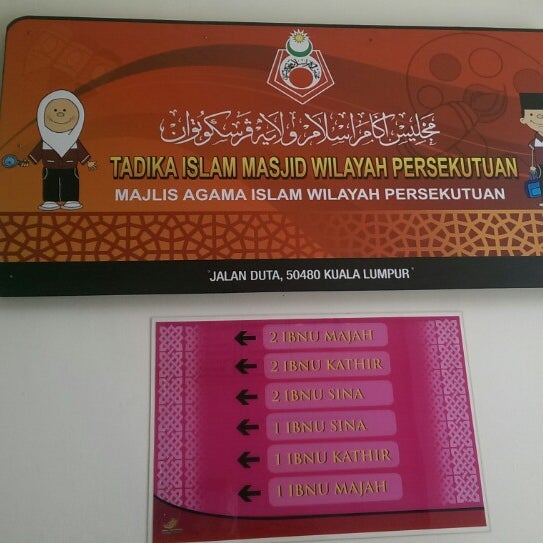 مجليس اݢام إسلام ولايه ڤرسكوتوان
TADIKA ISLAM MASJID WILAYAH PERSEKUTUAN
MAJLIS AGAMA ISLAM WILAYAH PERSEKUTUAN
JALAN DUTA, 50480 KUALA LUMPUR
2 IBNU MAJAH
2 IBNU KATHIR
2 IBNU SINA
1 IBNU SINA
1 IBNU KATHIR
1 IBNU MAJAH